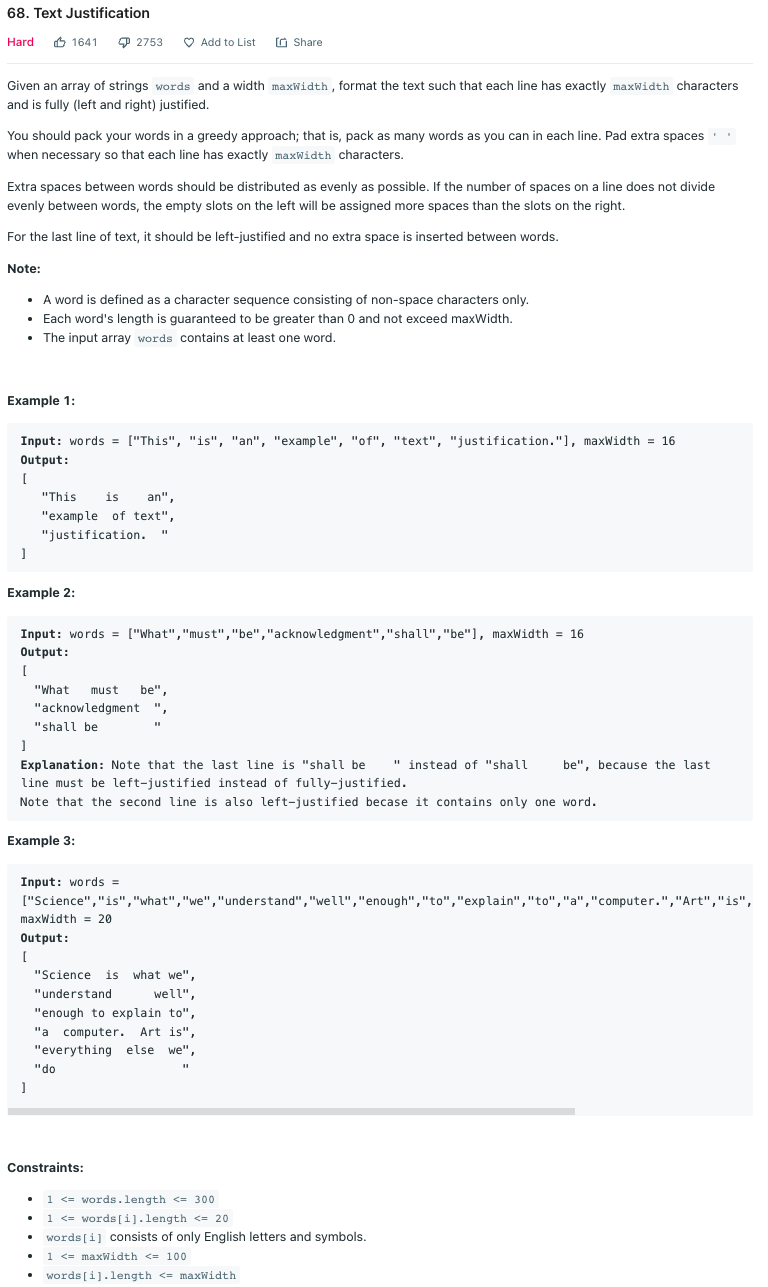 68. Text Justification
Hard 1641 2753 Add to List Share
Given an array of strings words and a width maxWidth, format the text such that each line has exactly maxWidth characters
and is fully (left and right) justified.
You should pack your words in a greedy approach; that is, pack as many words as you can in each line. Pad extra spaces ' '
when necessary so that each line has exactly maxWidth characters.
Extra spaces between words should be distributed as evenly as possible. If the number of spaces on a line does not divide
evenly between words, the empty slots on the left will be assigned more spaces than the slots on the right.
For the last line of text, it should be left-justified and no extra space is inserted between words.
Note:
• A word is defined as a character sequence consisting of non-space characters only.
• Each word's length is guaranteed to be greater than 0 and not exceed maxWidth.
• The input array words contains at least one word.
Example 1:
Input: words = ["This", "is", "an", "example", "of", "text", "justification."], maxWidth = 16
Output:
[
   "This    is    an",
   "example  of text",
   "justification.  "
]
Example 2:
Input: words = ["What","must","be","acknowledgment","shall","be"], maxWidth = 16
Output:
[
  "What   must   be",
  "acknowledgment  ",
  "shall be        "
]
Explanation: Note that the last line is "shall be    " instead of "shall     be", because the last
line must be left-justified instead of fully-justified.
Note that the second line is also left-justified becase it contains only one word.
Example 3:
Input: words =
["Science","is","what","we","understand","well","enough","to","explain","to","a","computer.","Art","is",
maxWidth = 20
Output:
[
  "Science  is  what we",
  "understand      well",
  "enough to explain to",
  "a  computer.  Art is",
  "everything  else  we",
  "do                  "
]
Constraints:
• 1 <= words.length <= 300
• 1 <= words[i].length <= 20
• words[i] consists of only English letters and symbols.
• 1 <= maxWidth <= 100
• words[i].length <= maxWidth